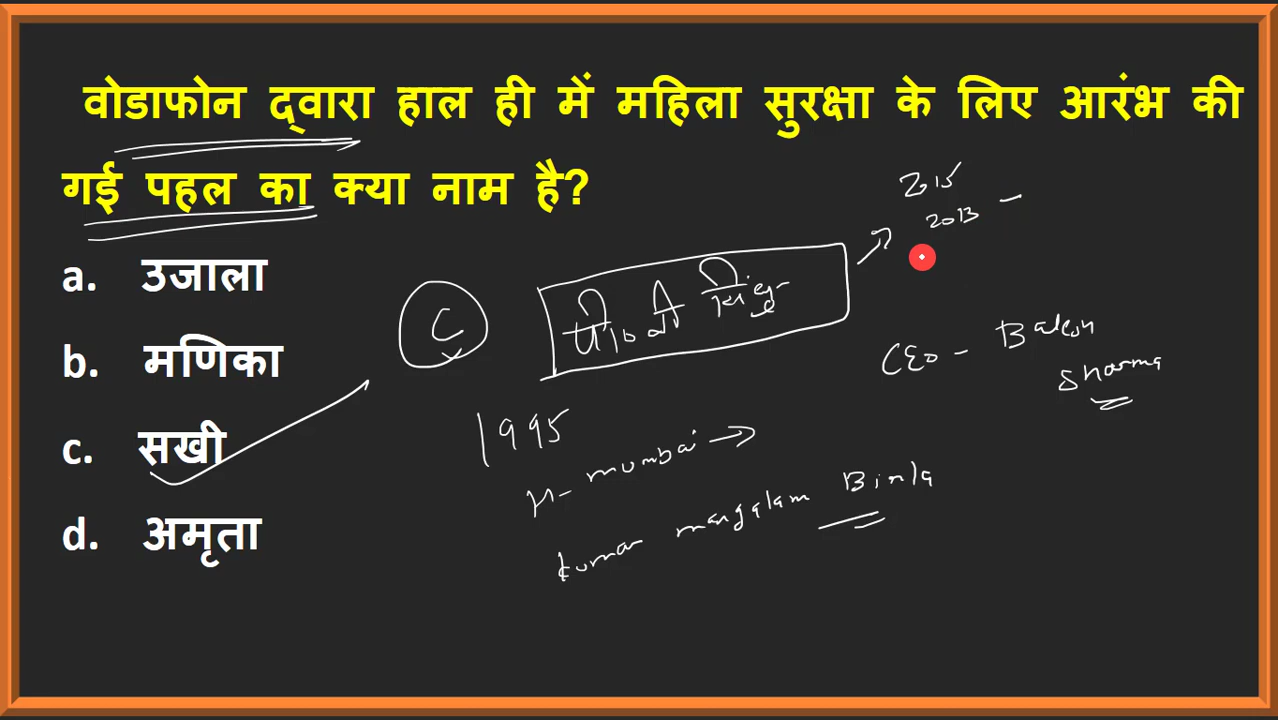 वोडाफोन द्वारा हाल ही में महिला सुरक्षा के लिए आरंभ की
गई पहल का क्या नाम है?
a. उजाला
b. मणिका
c. सखी
d. अमृता
C
2015
2013 -
CEO - Balesh
Sharma
1995
H- mumbai →
kumar mangalam Birla